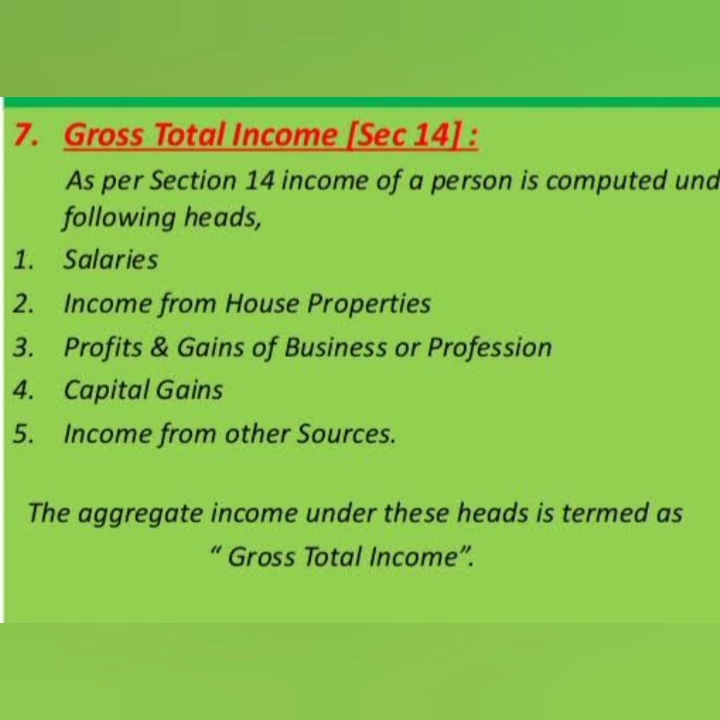 7. Gross Total Income [Sec 14] :
As per Section 14 income of a person is computed und
following heads,
1. Salaries
2. Income from House Properties
3. Profits & Gains of Business or Profession
4. Capital Gains
5. Income from other Sources.
The aggregate income under these heads is termed as
“ Gross Total Income”.